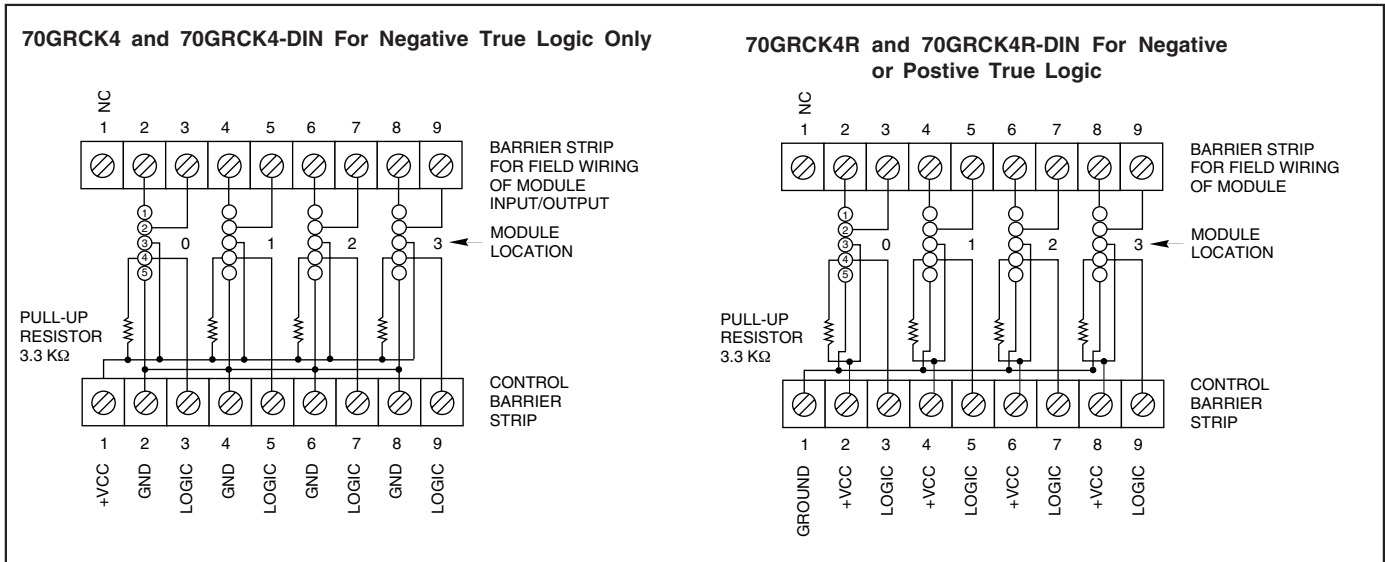 70GRCK4 and 70GRCK4-DIN For Negative True Logic Only
NC
1 2 3 4 5 6 7 8 9
BARRIER STRIP
FOR FIELD WIRING
OF MODULE
INPUT/OUTPUT
1
2
3
4
5
0 1 2 3
MODULE
LOCATION
PULL-UP
RESISTOR
3.3 KΩ
CONTROL
BARRIER
STRIP
1 2 3 4 5 6 7 8 9
+VCC
GND
LOGIC
GND
LOGIC
GND
LOGIC
GND
LOGIC
70GRCK4R and 70GRCK4R-DIN For Negative
or Postive True Logic
NC
1 2 3 4 5 6 7 8 9
BARRIER STRIP
FOR FIELD WIRING
OF MODULE
1
2
3
4
5
0 1 2 3
MODULE
LOCATION
PULL-UP
RESISTOR
3.3 KΩ
CONTROL
BARRIER
STRIP
1 2 3 4 5 6 7 8 9
GROUND
+VCC
LOGIC
+VCC
LOGIC
+VCC
LOGIC
+VCC
LOGIC